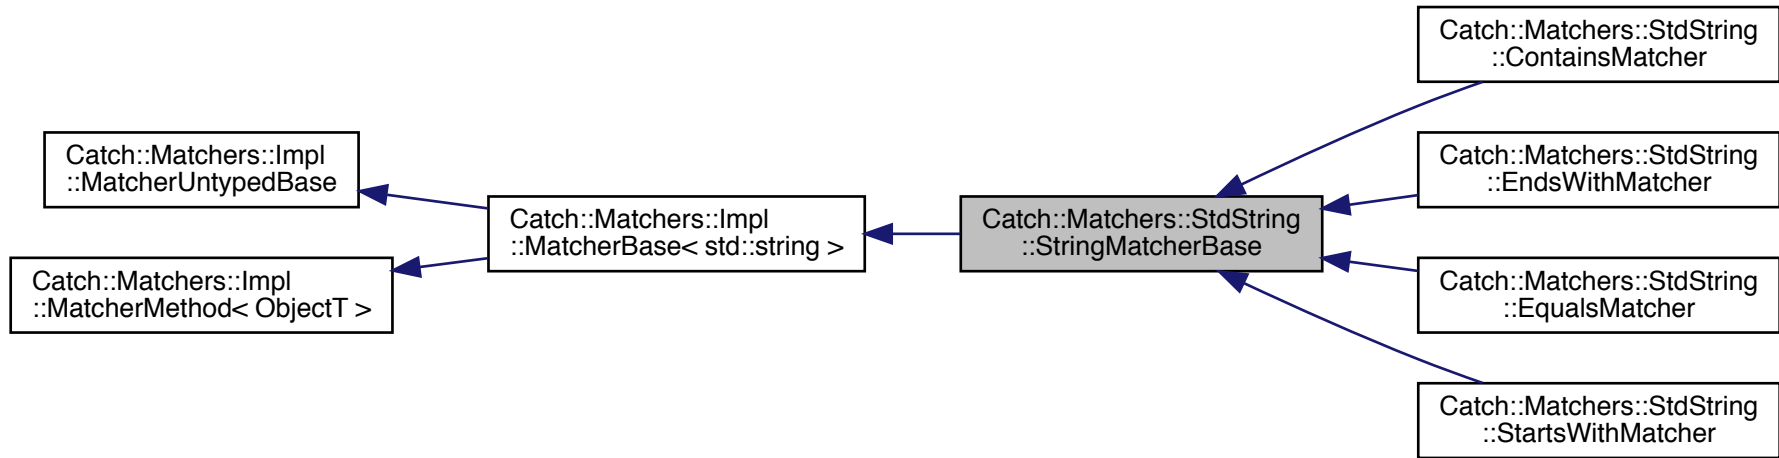 Catch::Matchers::Impl
::MatcherUntypedBase
Catch::Matchers::Impl
::MatcherMethod< ObjectT >
Catch::Matchers::Impl
::MatcherBase< std::string >
Catch::Matchers::StdString
::StringMatcherBase
Catch::Matchers::StdString
::ContainsMatcher
Catch::Matchers::StdString
::EndsWithMatcher
Catch::Matchers::StdString
::EqualsMatcher
Catch::Matchers::StdString
::StartsWithMatcher